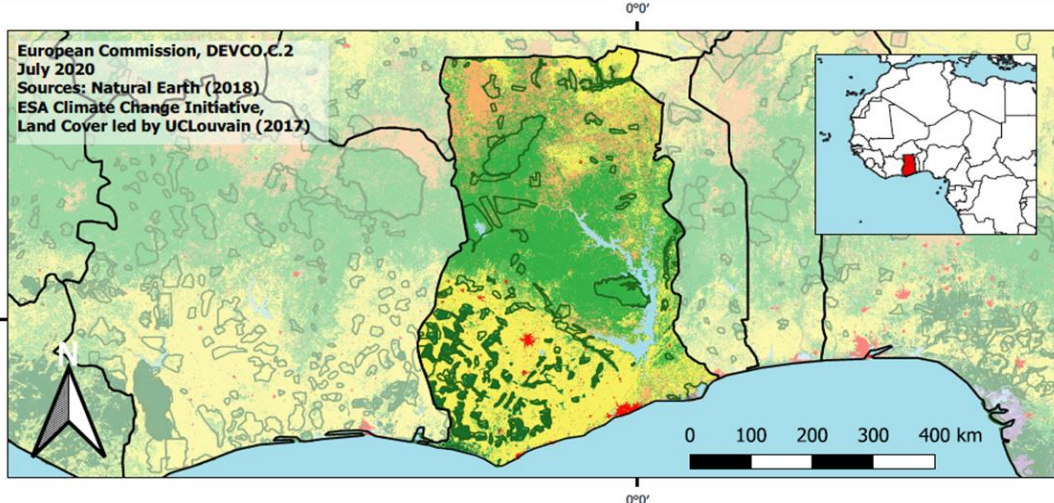 0°0′
European Commission, DEVCO.C.2
July 2020
Sources: Natural Earth (2018)
ESA Climate Change Initiative,
Land Cover led by UCLouvain (2017)
N
0 100 200 300 400 km
0°0′